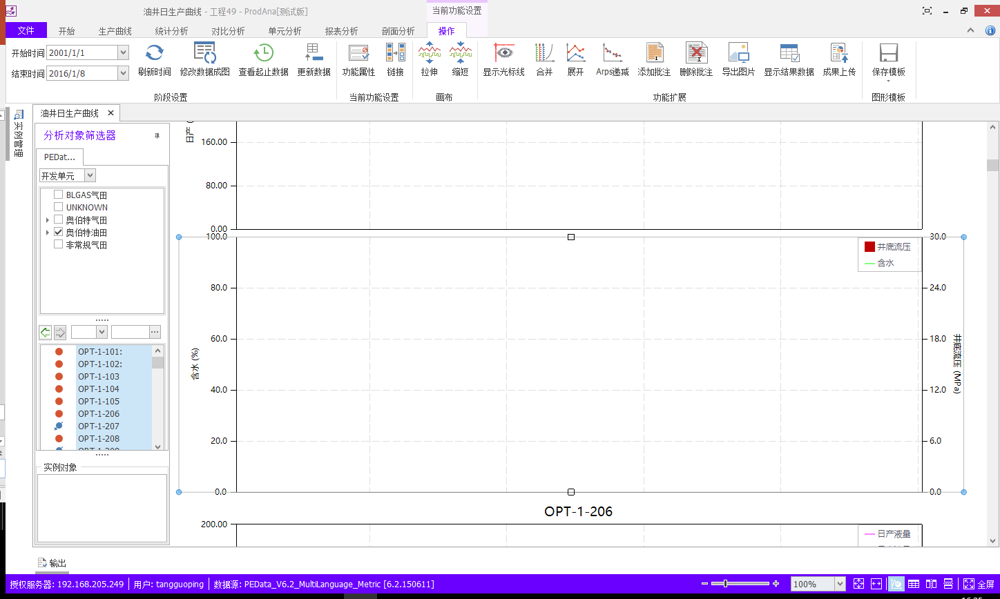 油井日生产曲线 - 工程49 - ProdAna[测试版]
当前功能设置
文件 开始 生产曲线 统计分析 对比分析 单元分析 报表分析 剖面分析 操作
开始时间 2001/1/1
结束时间 2016/1/8
刷新时间 修改数据成图 查看起止数据 更新数据 功能属性 链接 拉伸 缩短 显示光标线 合并 展开 Arps递减 添加批注 删除批注 导出图片 显示结果数据 成果上传 保存模板
阶段设置 当前功能设置 画布 功能扩展 图形模板
实例管理
油井日生产曲线
分析对象筛选器
PEDat...
开发单元
BLGAS气田
UNKNOWN
奥伯特气田
奥伯特油田
非常规气田
OPT-1-101:
OPT-1-102:
OPT-1-103
OPT-1-104
OPT-1-105
OPT-1-206
OPT-1-207
OPT-1-208
实例对象
160.00
80.00
0.00
100.0
80.0
60.0
40.0
20.0
0.0
含水 (%)
井底流压
含水
30.0
24.0
18.0
12.0
6.0
0.0
井底流压 (MPa)
OPT-1-206
200.00
日产液量
输出
授权服务器: 192.168.205.249 用户: tangguoping 数据源: PEData_V6.2_MultiLanguage_Metric [6.2.150611] 100% 全屏